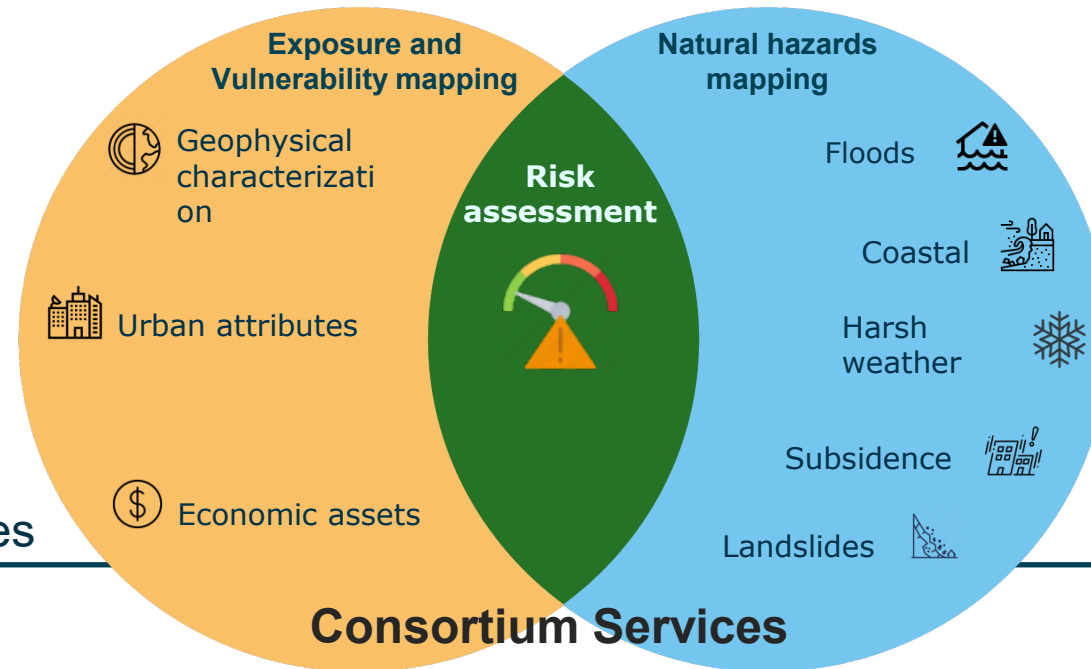 Exposure and
Vulnerability mapping
Geophysical
characterizati
on
Urban attributes
Economic assets
Risk
assessment
Natural hazards
mapping
Floods
Coastal
Harsh
weather
Subsidence
Landslides
es
Consortium Services